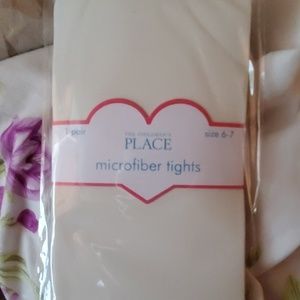 THE CHILDREN'S
1 pair PLACE size 6-7
microfiber tights